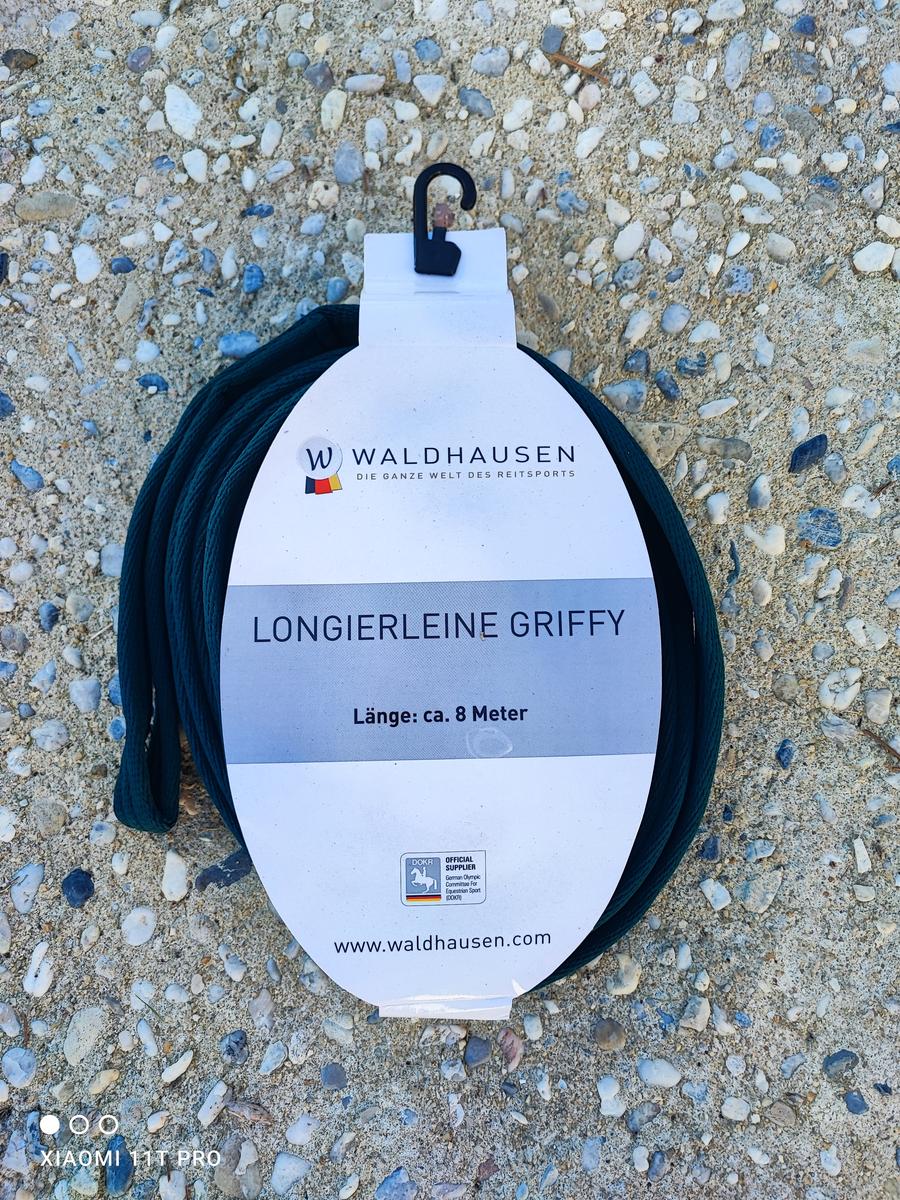 W WALDHAUSEN
DIE GANZE WELT DES REITSPORTS
LONGIERLEINE GRIFFY
Länge: ca. 8 Meter
DOKR
OFFICIAL
SUPPLIER
German Olympic
Committee For
Equestrian Sport
(DOKR)
www.waldhausen.com
XIAOMI 11T PRO